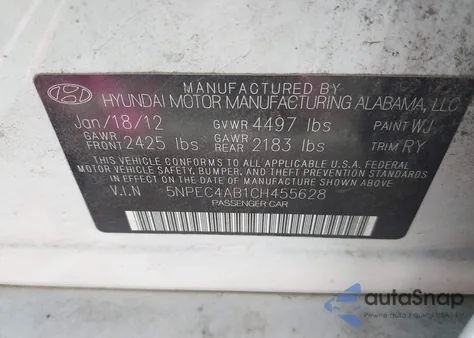 MANUFACTURED BY
HYUNDAI MOTOR MANUFACTURING ALABAMA, LLC
Jan/18/12 GVWR 4497 lbs PAINT WJ
GAWR FRONT 2425 lbs GAWR REAR 2183 lbs TRIM RY
THIS VEHICLE CONFORMS TO ALL APPLICABLE U.S.A. FEDERAL
MOTOR VEHICLE SAFETY, BUMPER, AND THEFT PREVENTION
STANDARDS IN EFFECT ON THE DATE OF MANUFACTURE SHOWN ABOVE.
V.I.N 5NPEC4AB1CH455628
PASSENGER CAR
autoSnap